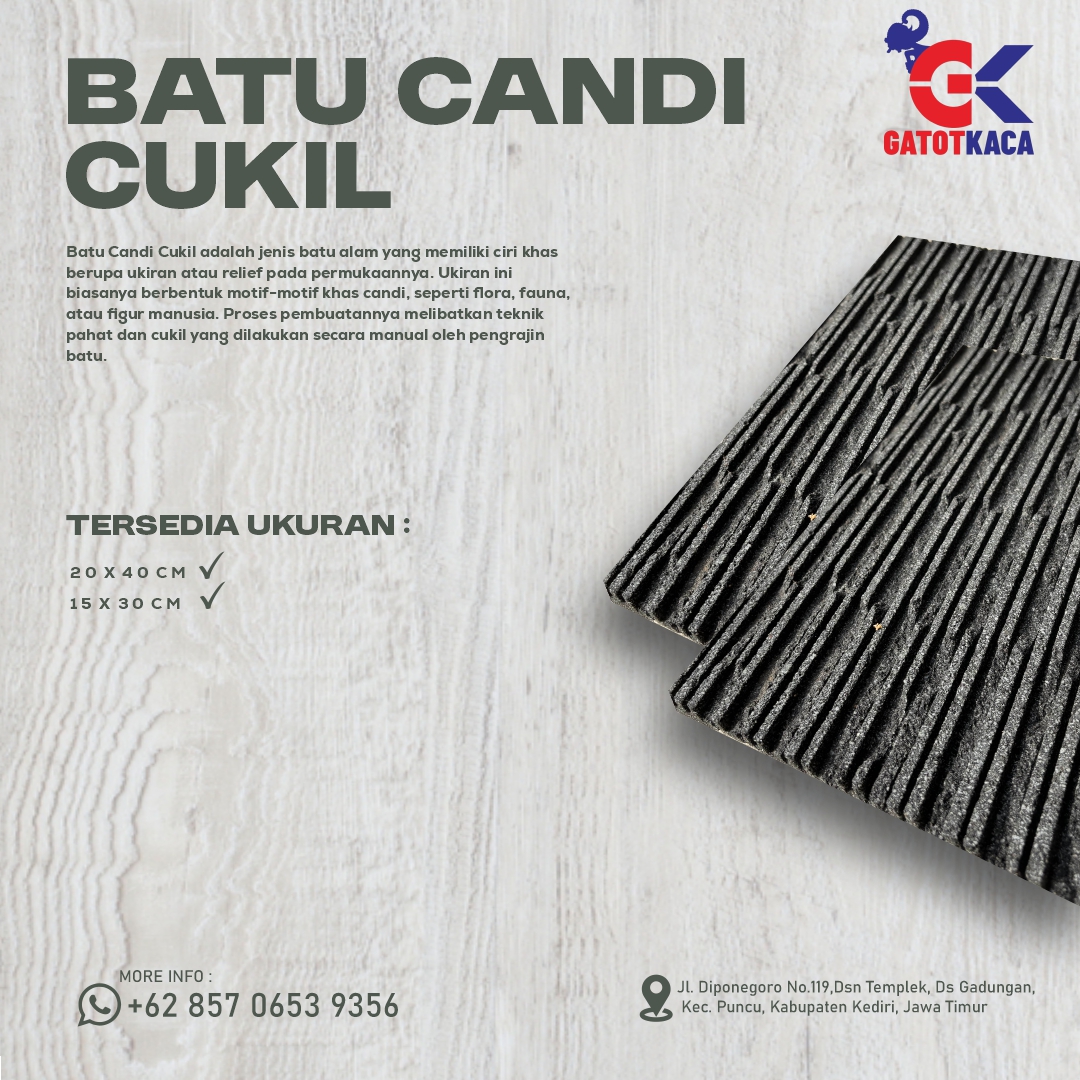 BATU CANDI
CUKIL
GK
GATOTKACA
Batu Candi Cukil adalah jenis batu alam yang memiliki ciri khas
berupa ukiran atau relief pada permukaannya. Ukiran ini
biasanya berbentuk motif-motif khas candi, seperti flora, fauna,
atau figur manusia. Proses pembuatannya melibatkan teknik
pahat dan cukil yang dilakukan secara manual oleh pengrajin
batu.
TERSEDIA UKURAN :
20 X 40 CM ✓
15 X 30 CM ✓
MORE INFO :
+62 857 0653 9356
Jl. Diponegoro No.119,Dsn Templek, Ds Gadungan,
Kec. Puncu, Kabupaten Kediri, Jawa Timur